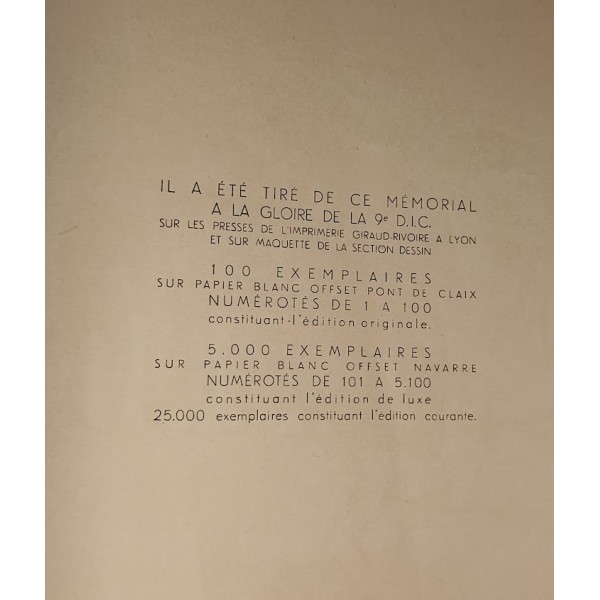 IL A ÉTÉ TIRÉ DE CE MÉMORIAL
A LA GLOIRE DE LA 9e D.I.C.
SUR LES PRESSES DE L'IMPRIMERIE GIRAUD-RIVOIRE A LYON
ET SUR MAQUETTE DE LA SECTION DESSIN
100 EXEMPLAIRES
SUR PAPIER BLANC OFFSET PONT DE CLAIX
NUMÉROTÉS DE 1 A 100
constituant l'édition originale.
5.000 EXEMPLAIRES
SUR PAPIER BLANC OFFSET NAVARRE
NUMÉROTÉS DE 101 A 5.100
constituant l'édition de luxe
25.000 exemplaires constituant l'édition courante.